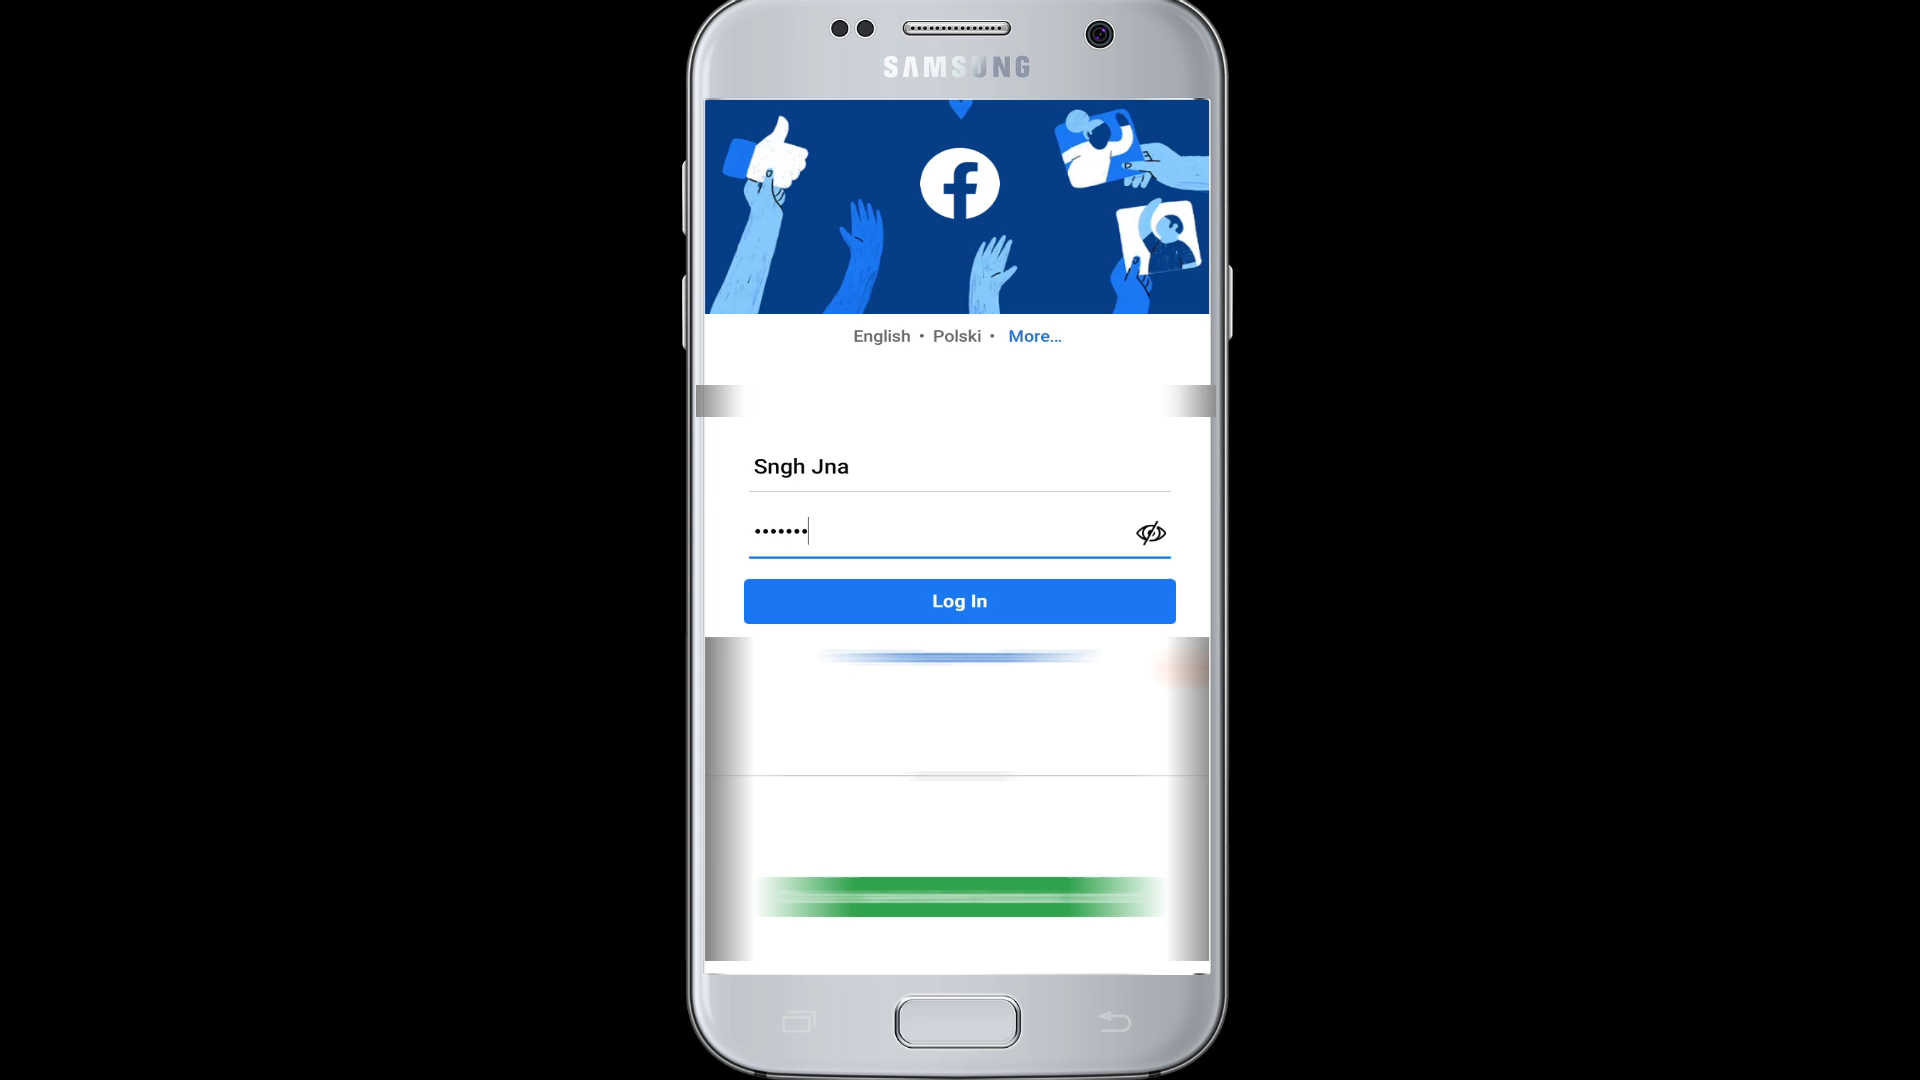 SAMSUNG
English • Polski • More...
Sngh Jna
•••••••
Log In